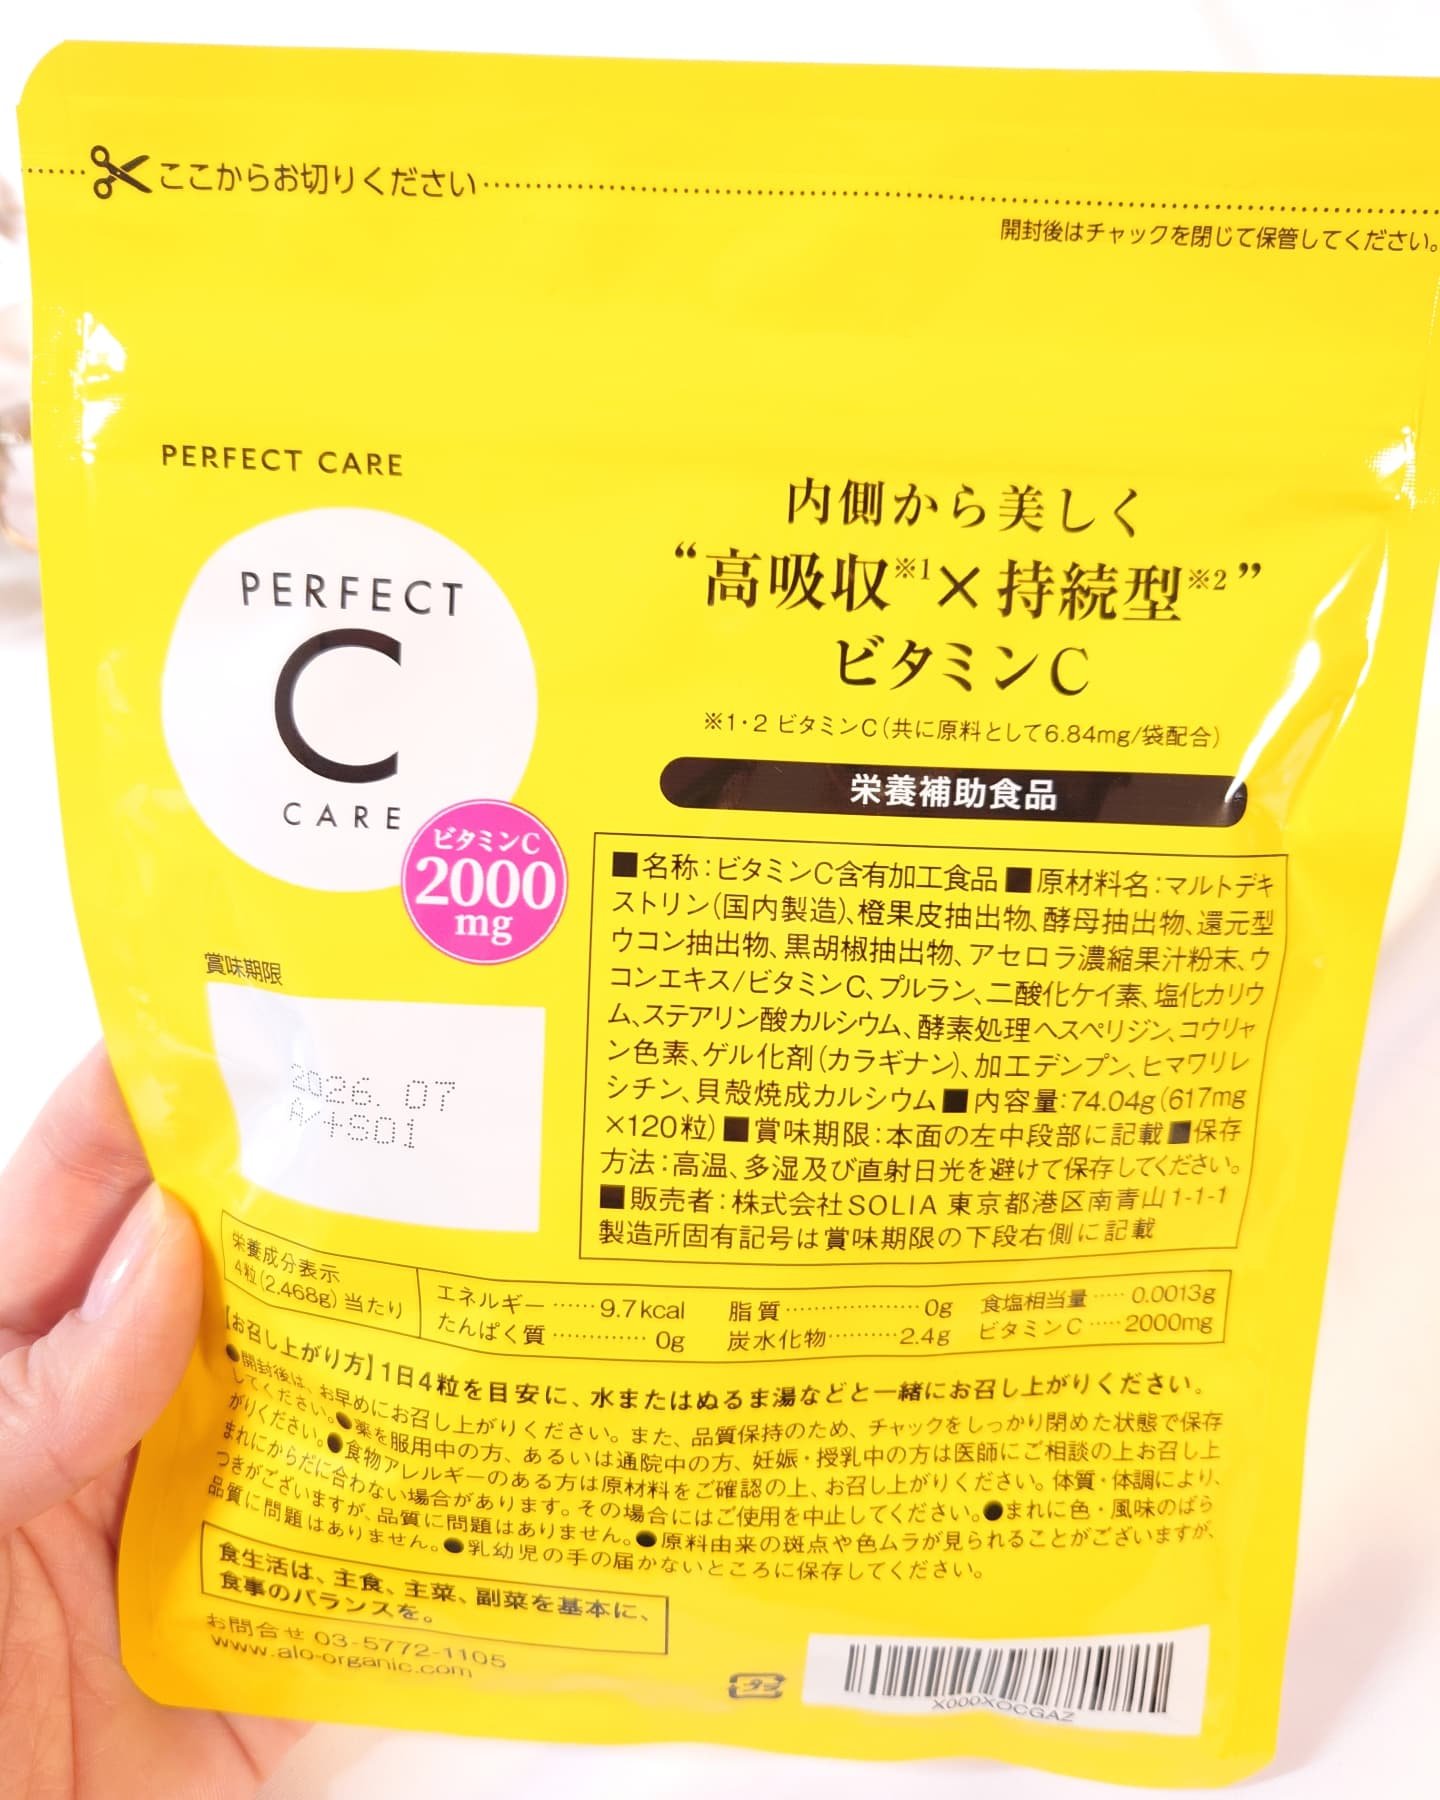 ここからお切りください
開封後はチャックを閉じて保管してください。
PERFECT CARE
PERFECT
C
CARE
ビタミンC
2000
mg
内側から美しく
“高吸収※1×持続型※2”
ビタミンC
※1・2 ビタミンC(共に原料として6.84mg/袋配合)
栄養補助食品
■名称:ビタミンC含有加工食品■原材料名:マルトデキ
ストリン(国内製造)、橙果皮抽出物、酵母抽出物、還元型
ウコン抽出物、黒胡椒抽出物、アセロラ濃縮果汁粉末、ウ
コンエキス/ビタミンC、プルラン、二酸化ケイ素、塩化カリウ
ム、ステアリン酸カルシウム、酵素処理ヘスペリジン、コウリャ
ン色素、ゲル化剤(カラギナン)、加工デンプン、ヒマワリレ
シチン、貝殻焼成カルシウム■内容量:74.04g(617mg
×120粒)■賞味期限:本面の左中段部に記載■保存
方法:高温、多湿及び直射日光を避けて保存してください。
■販売者:株式会社SOLIA 東京都港区南青山1-1-1
製造所固有記号は賞味期限の下段右側に記載
賞味期限
2026.07
A/+S01
栄養成分表示
4粒(2.468g)当たり
エネルギー……9.7kcal
たんぱく質…………0g
脂質………………0g
炭水化物………2.4g
食塩相当量……0.0013g
ビタミンC……2000mg
【お召し上がり方】1日4粒を目安に、水またはぬるま湯などと一緒にお召し上がりください。
●開封後は、お早めにお召し上がりください。また、品質保持のため、チャックをしっかり閉めた状態で保存
してください。●薬を服用中の方、あるいは通院中の方、妊娠・授乳中の方は医師にご相談の上お召し上
がりください。●食物アレルギーのある方は原材料をご確認の上、お召し上がりください。体質・体調により、
まれにからだに合わない場合があります。その場合にはご使用を中止してください。●まれに色・風味のばら
つきがございますが、品質に問題はありません。●原料由来の斑点や色ムラが見られることがございますが、
品質に問題はありません。●乳幼児の手の届かないところに保存してください。
食生活は、主食、主菜、副菜を基本に、
食事のバランスを。
お問合せ 03-5772-1105
www.alo-organic.com
プラ
X000XOCGAZ